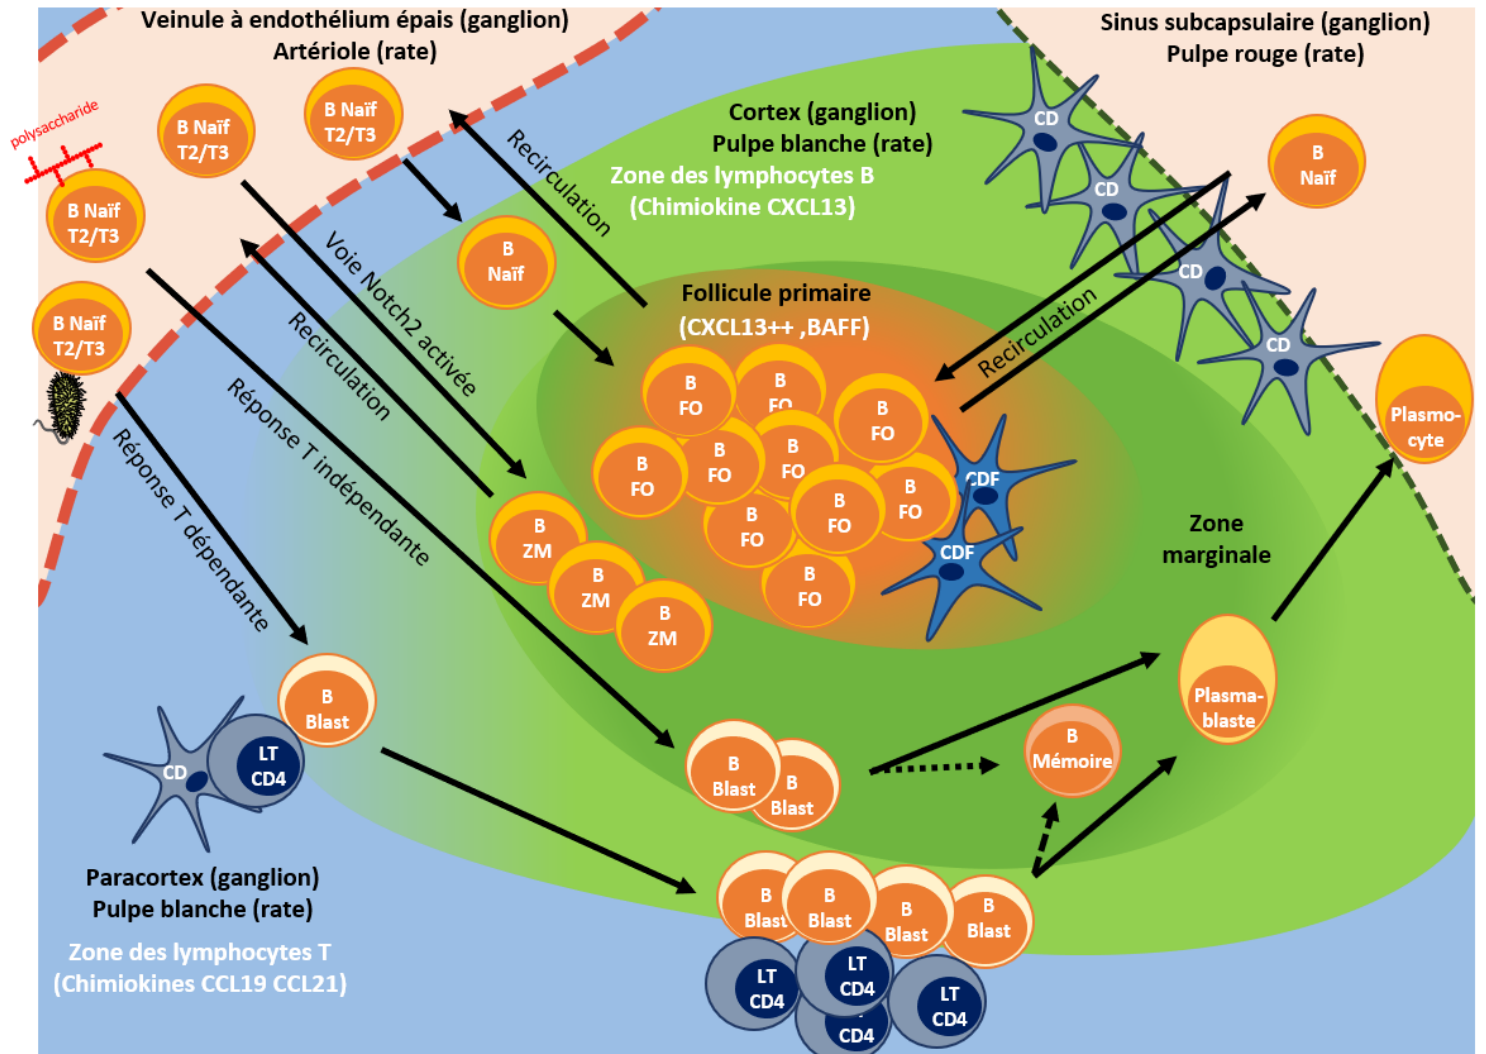 Veinule à endothélium épais (ganglion)
Artériole (rate)
Sinus subcapsulaire (ganglion)
Pulpe rouge (rate)
polysaccharide
B Naïf
T2/T3
B Naïf
T2/T3
B Naïf
T2/T3
B Naïf
T2/T3
B
Naïf
Recirculation
Voie Notch2 activée
Recirculation
Réponse T indépendante
Réponse T dépendante
Cortex (ganglion)
Pulpe blanche (rate)
Zone des lymphocytes B
(Chimiokine CXCL13)
CD
CD
CD
CD
B
Naïf
Recirculation
Follicule primaire
(CXCL13++ ,BAFF)
B
FO
B
FO
B
FO
B
FO
B
FO
B
FO
B
FO
B
FO
B
FO
B
FO
CDF
CDF
B
ZM
B
ZM
B
ZM
Zone
marginale
Plasmo-
cyte
Plasma-
blaste
B
Mémoire
B
Blast
B
Blast
B
Blast
CD
LT
CD4
Paracortex (ganglion)
Pulpe blanche (rate)
Zone des lymphocytes T
(Chimiokines CCL19 CCL21)
B
Blast
B
Blast
B
Blast
B
Blast
LT
CD4
LT
CD4
LT
CD4
CD4